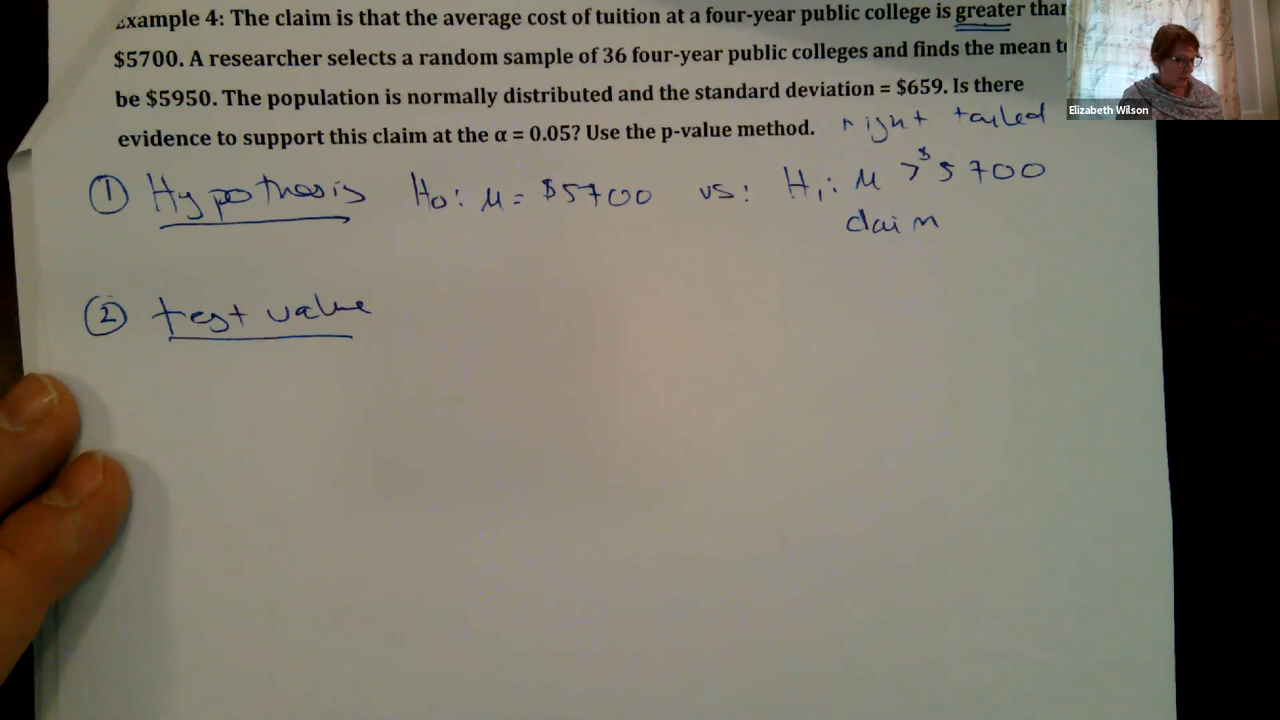 Example 4: The claim is that the average cost of tuition at a four-year public college is greater than
$5700. A researcher selects a random sample of 36 four-year public colleges and finds the mean to
be $5950. The population is normally distributed and the standard deviation = $659. Is there
evidence to support this claim at the α = 0.05? Use the p-value method. right tailed
① Hypothesis H₀: μ = $5700 vs: H₁: μ > $5700
claim
② test value
Elizabeth Wilson